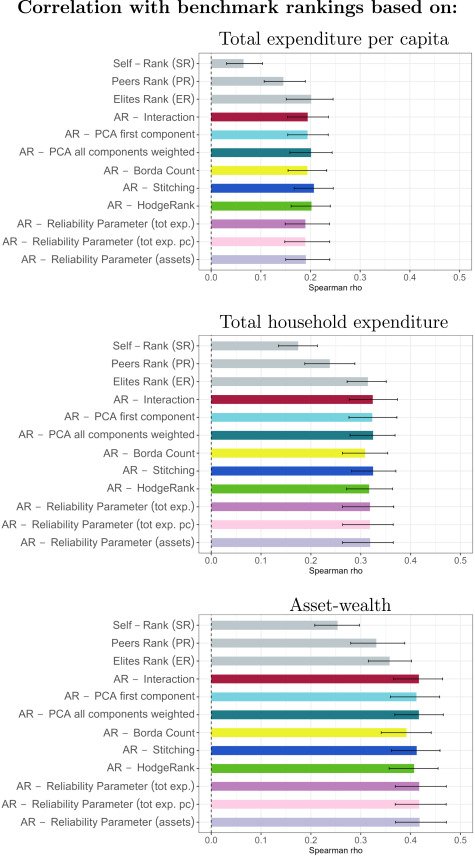 Correlation with benchmark rankings based on:
Total expenditure per capita
Self – Rank (SR)
Peers Rank (PR)
Elites Rank (ER)
AR – Interaction
AR – PCA first component
AR – PCA all components weighted
AR – Borda Count
AR – Stitching
AR – HodgeRank
AR – Reliability Parameter (tot exp.)
AR – Reliability Parameter (tot exp. pc)
AR – Reliability Parameter (assets)
0.0 0.1 0.2 0.3 0.4 0.5
Spearman rho
Total household expenditure
Self – Rank (SR)
Peers Rank (PR)
Elites Rank (ER)
AR – Interaction
AR – PCA first component
AR – PCA all components weighted
AR – Borda Count
AR – Stitching
AR – HodgeRank
AR – Reliability Parameter (tot exp.)
AR – Reliability Parameter (tot exp. pc)
AR – Reliability Parameter (assets)
0.0 0.1 0.2 0.3 0.4 0.5
Spearman rho
Asset-wealth
Self – Rank (SR)
Peers Rank (PR)
Elites Rank (ER)
AR – Interaction
AR – PCA first component
AR – PCA all components weighted
AR – Borda Count
AR – Stitching
AR – HodgeRank
AR – Reliability Parameter (tot exp.)
AR – Reliability Parameter (tot exp. pc)
AR – Reliability Parameter (assets)
0.0 0.1 0.2 0.3 0.4 0.5
Spearman rho